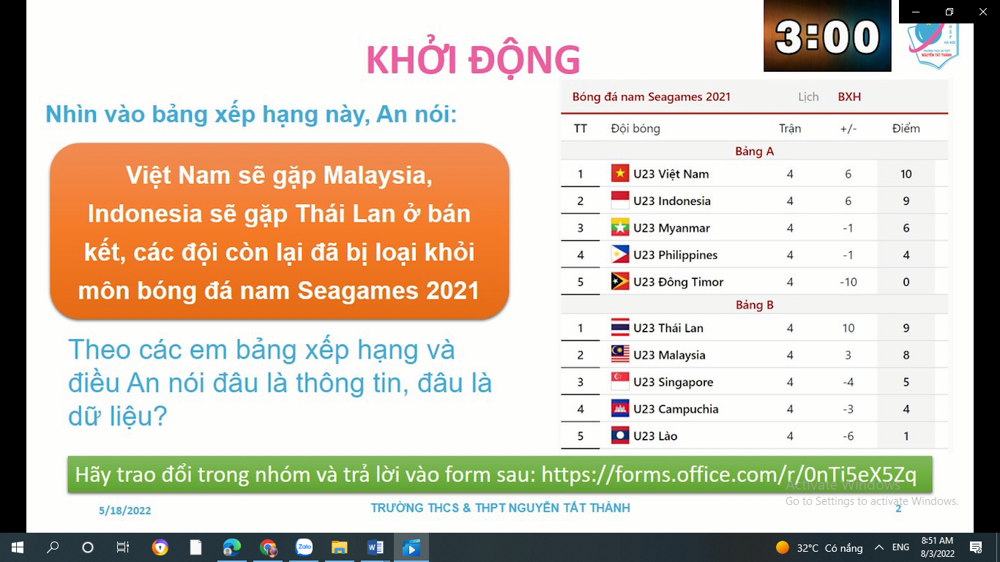 3:00
NGUYỄN TẤT THÀNH
KHỞI ĐỘNG
Nhìn vào bảng xếp hạng này, An nói:
Việt Nam sẽ gặp Malaysia,
Indonesia sẽ gặp Thái Lan ở bán
kết, các đội còn lại đã bị loại khỏi
môn bóng đá nam Seagames 2021
Theo các em bảng xếp hạng và
điều An nói đâu là thông tin, đâu là
dữ liệu?
Bóng đá nam Seagames 2021 Lịch BXH
TT Đội bóng Trận +/- Điểm
Bảng A
1 U23 Việt Nam 4 6 10
2 U23 Indonesia 4 6 9
3 U23 Myanmar 4 -1 6
4 U23 Philippines 4 -1 4
5 U23 Đông Timor 4 -10 0
Bảng B
1 U23 Thái Lan 4 10 9
2 U23 Malaysia 4 3 8
3 U23 Singapore 4 -4 5
4 U23 Campuchia 4 -3 4
5 U23 Lào 4 -6 1
Hãy trao đổi trong nhóm và trả lời vào form sau: https://forms.office.com/r/0nTi5eX5Zq
Activate Windows
Go to Settings to activate Windows.
5/18/2022 TRƯỜNG THCS & THPT NGUYỄN TẤT THÀNH 2
Zalo
32°C Có nắng ENG
8:51 AM
8/3/2022